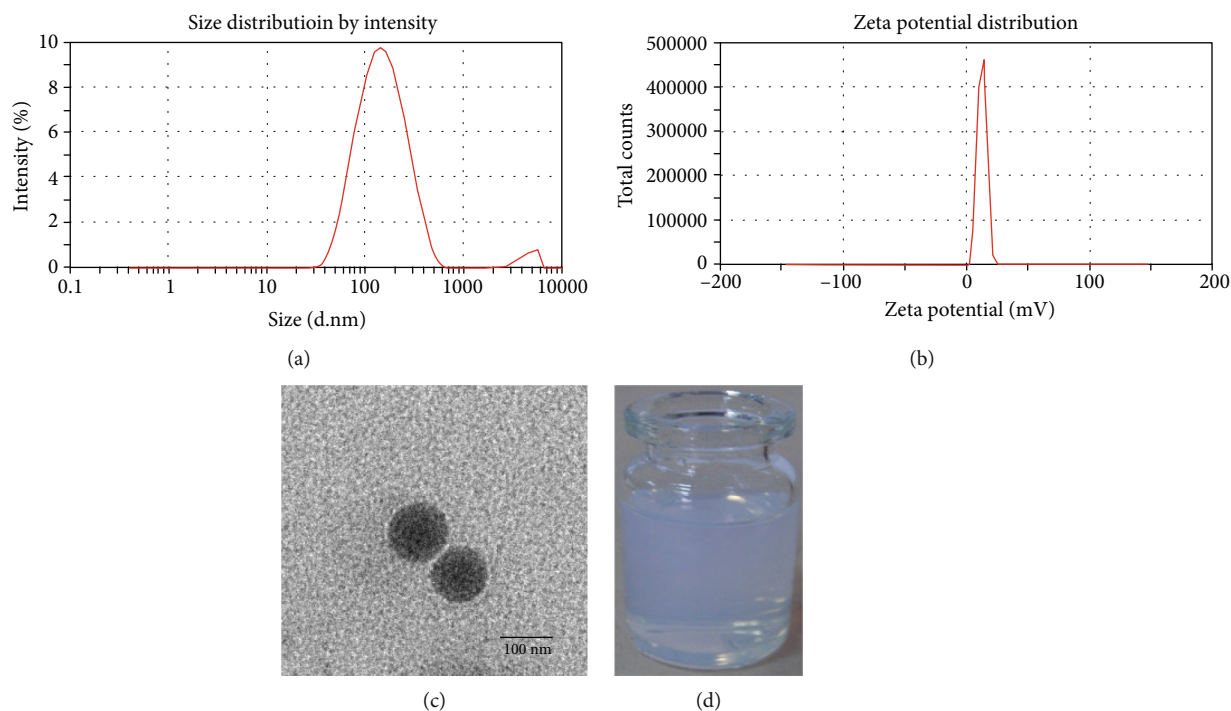 Size distributioin by intensity
10
8
6
4
2
0
Intensity (%)
0.1 1 10 100 1000 10000
Size (d.nm)
(a)
Zeta potential distribution
500000
400000
300000
200000
100000
0
Total counts
−200 −100 0 100 200
Zeta potential (mV)
(b)
100 nm
(c)
(d)